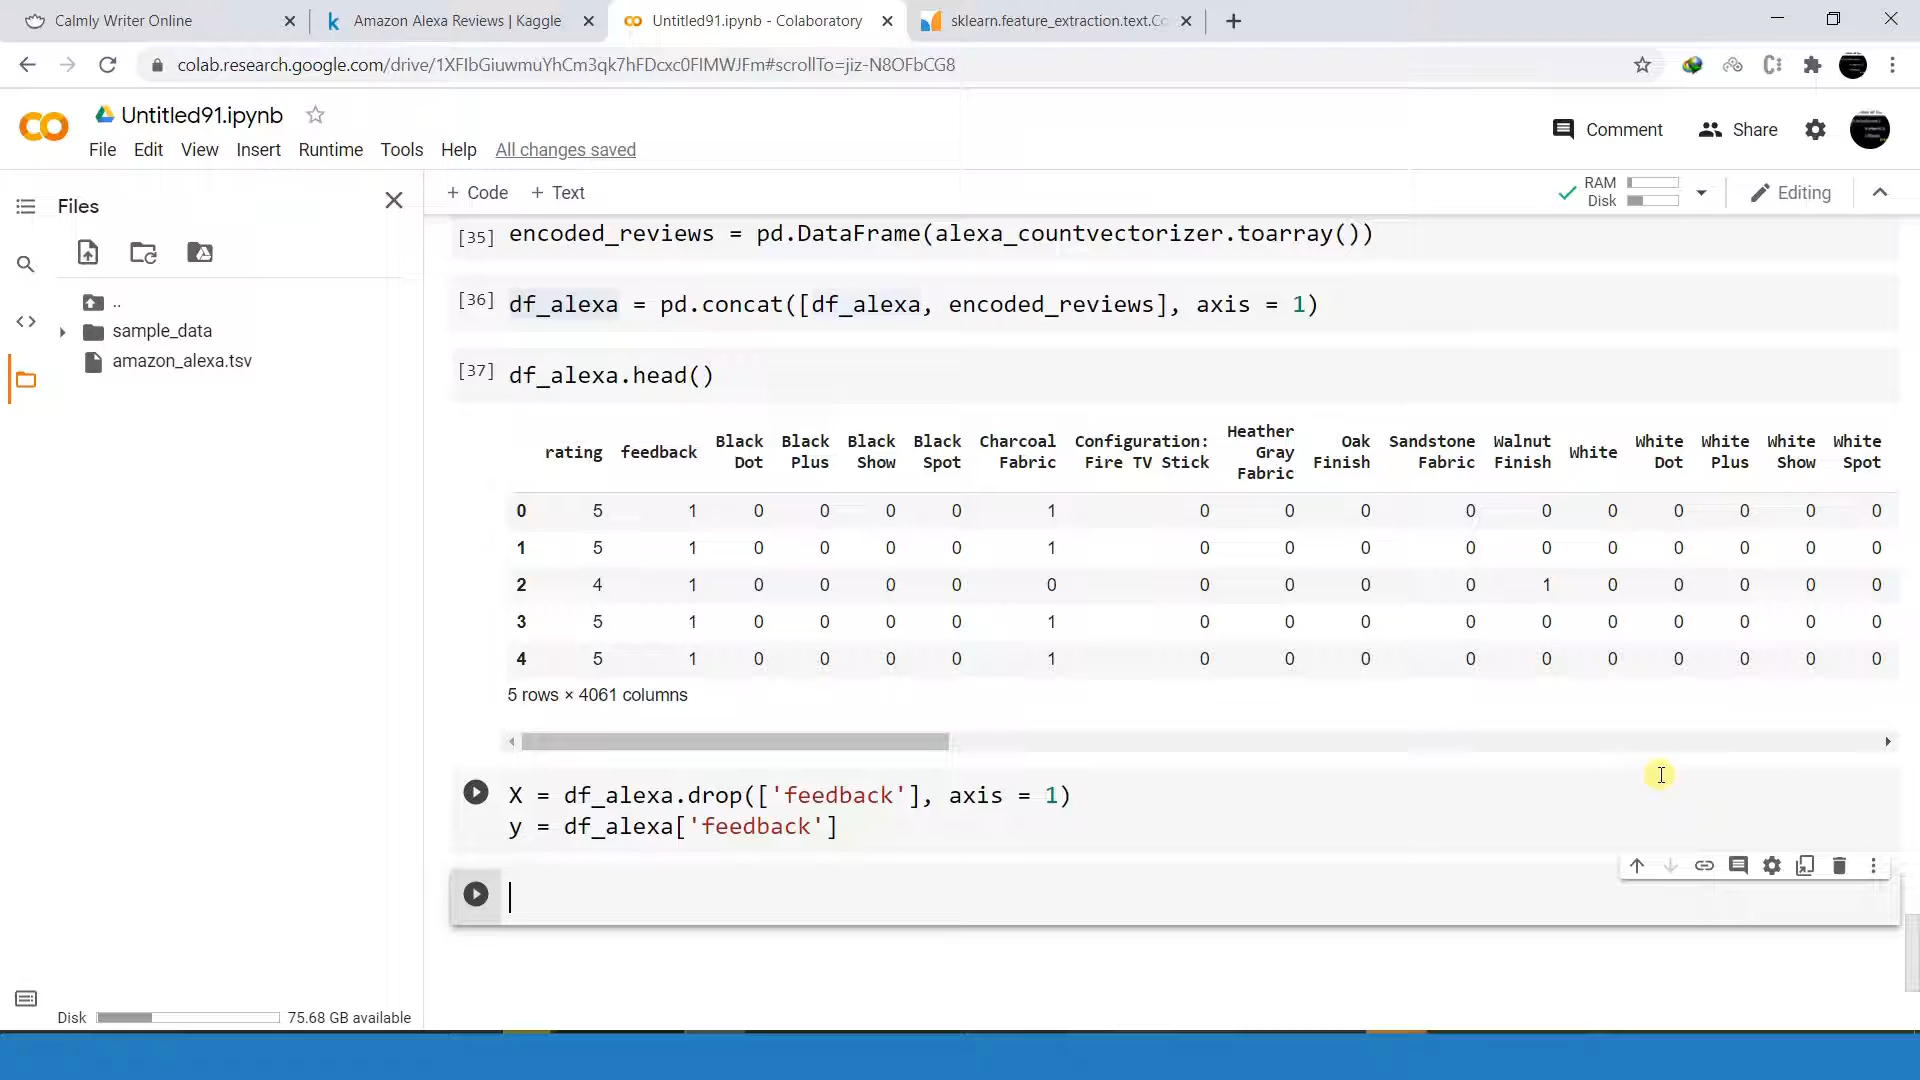 Calmly Writer Online
Amazon Alexa Reviews | Kaggle
Untitled91.ipynb - Colaboratory
sklearn.feature_extraction.text.Co
colab.research.google.com/drive/1XFIbGiuwmuYhCm3qk7hFDcxc0FIMWJFm#scrollTo=jiz-N8OFbCG8
Untitled91.ipynb
File Edit View Insert Runtime Tools Help All changes saved
Comment Share
Files
+ Code + Text
RAM
Disk
Editing
..
sample_data
amazon_alexa.tsv
[35] encoded_reviews = pd.DataFrame(alexa_countvectorizer.toarray())
[36] df_alexa = pd.concat([df_alexa, encoded_reviews], axis = 1)
[37] df_alexa.head()
rating feedback Black Dot Black Plus Black Show Black Spot Charcoal Fabric Configuration: Fire TV Stick Heather Gray Fabric Oak Finish Sandstone Fabric Walnut Finish White White Dot White Plus White Show White Spot
0 5 1 0 0 0 0 1 0 0 0 0 0 0 0 0 0 0
1 5 1 0 0 0 0 1 0 0 0 0 0 0 0 0 0 0
2 4 1 0 0 0 0 0 0 0 0 0 1 0 0 0 0 0
3 5 1 0 0 0 0 1 0 0 0 0 0 0 0 0 0 0
4 5 1 0 0 0 0 1 0 0 0 0 0 0 0 0 0 0
5 rows × 4061 columns
X = df_alexa.drop(['feedback'], axis = 1)
y = df_alexa['feedback']
Disk 75.68 GB available